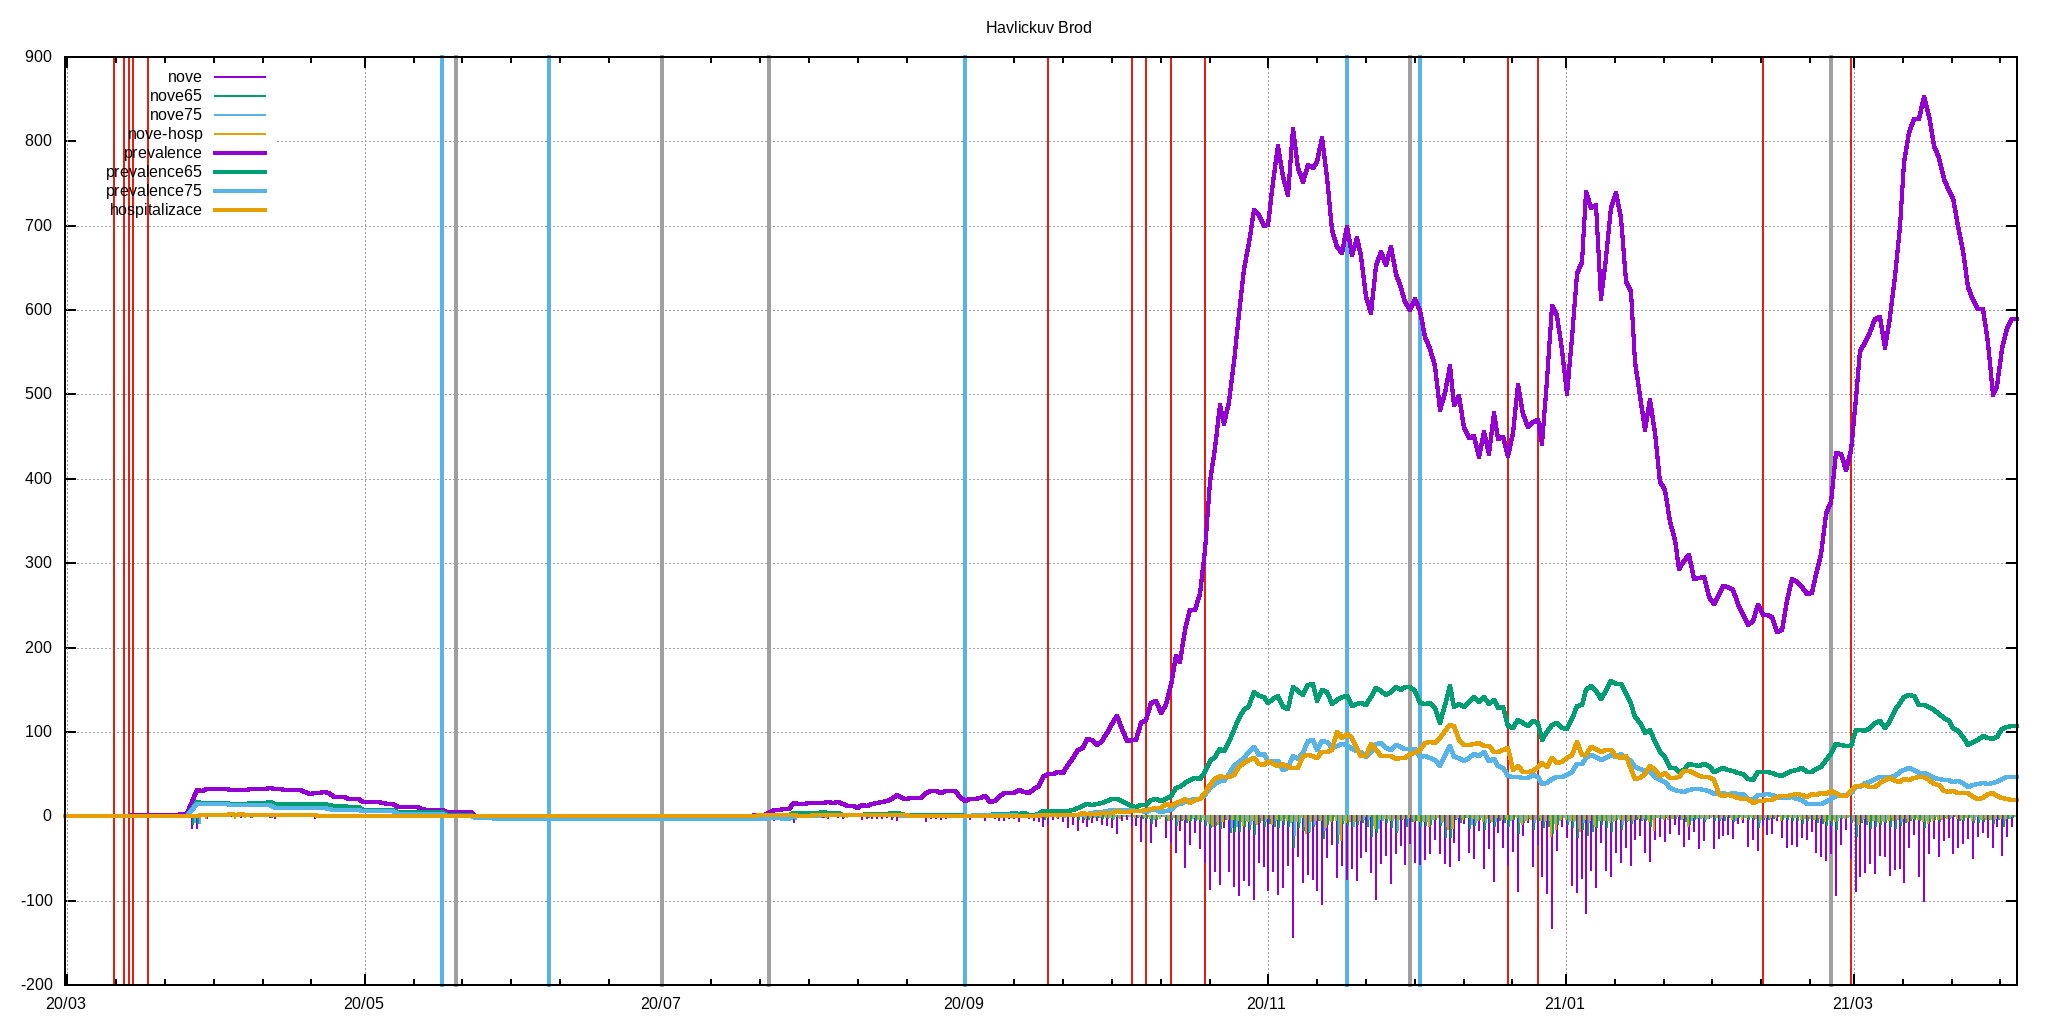 Havlickuv Brod
900
800
700
600
500
400
300
200
100
0
-100
-200
nove
nove65
nove75
nove-hosp
prevalence
prevalence65
prevalence75
hospitalizace
20/03 20/05 20/07 20/09 20/11 21/01 21/03